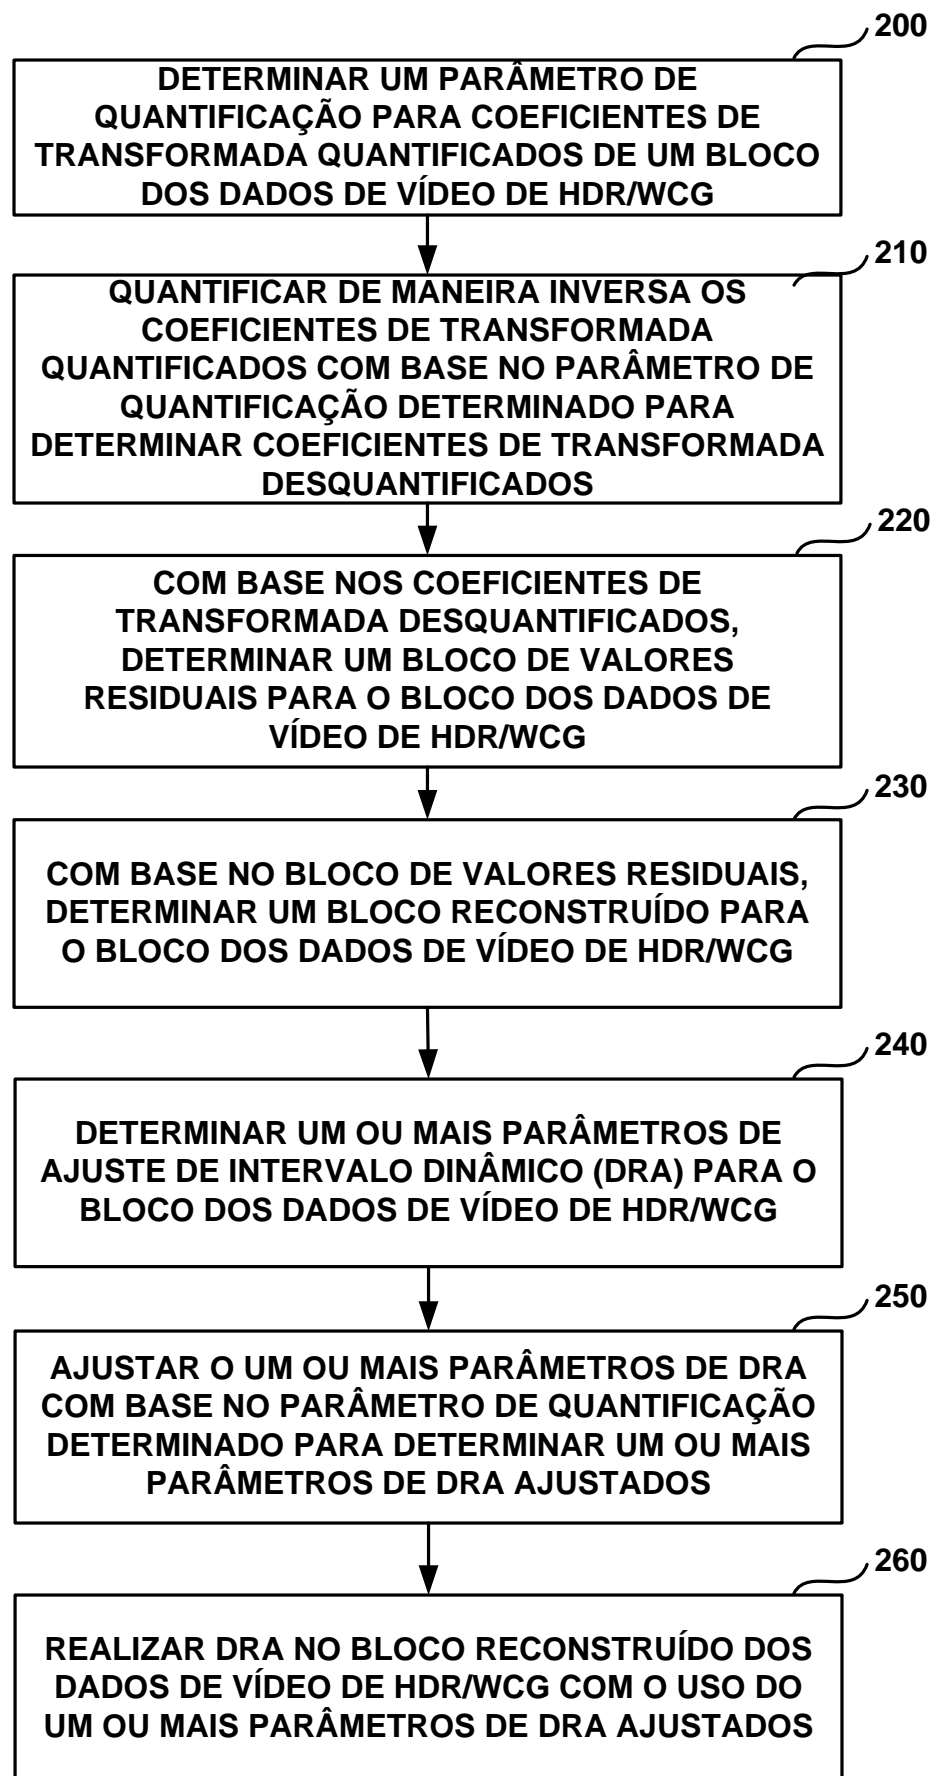 200
DETERMINAR UM PARÂMETRO DE
QUANTIFICAÇÃO PARA COEFICIENTES DE
TRANSFORMADA QUANTIFICADOS DE UM BLOCO
DOS DADOS DE VÍDEO DE HDR/WCG
210
QUANTIFICAR DE MANEIRA INVERSA OS
COEFICIENTES DE TRANSFORMADA
QUANTIFICADOS COM BASE NO PARÂMETRO DE
QUANTIFICAÇÃO DETERMINADO PARA
DETERMINAR COEFICIENTES DE TRANSFORMADA
DESQUANTIFICADOS
220
COM BASE NOS COEFICIENTES DE
TRANSFORMADA DESQUANTIFICADOS,
DETERMINAR UM BLOCO DE VALORES
RESIDUAIS PARA O BLOCO DOS DADOS DE
VÍDEO DE HDR/WCG
230
COM BASE NO BLOCO DE VALORES RESIDUAIS,
DETERMINAR UM BLOCO RECONSTRUÍDO PARA
O BLOCO DOS DADOS DE VÍDEO DE HDR/WCG
240
DETERMINAR UM OU MAIS PARÂMETROS DE
AJUSTE DE INTERVALO DINÂMICO (DRA) PARA O
BLOCO DOS DADOS DE VÍDEO DE HDR/WCG
250
AJUSTAR O UM OU MAIS PARÂMETROS DE DRA
COM BASE NO PARÂMETRO DE QUANTIFICAÇÃO
DETERMINADO PARA DETERMINAR UM OU MAIS
PARÂMETROS DE DRA AJUSTADOS
260
REALIZAR DRA NO BLOCO RECONSTRUÍDO DOS
DADOS DE VÍDEO DE HDR/WCG COM O USO DO
UM OU MAIS PARÂMETROS DE DRA AJUSTADOS